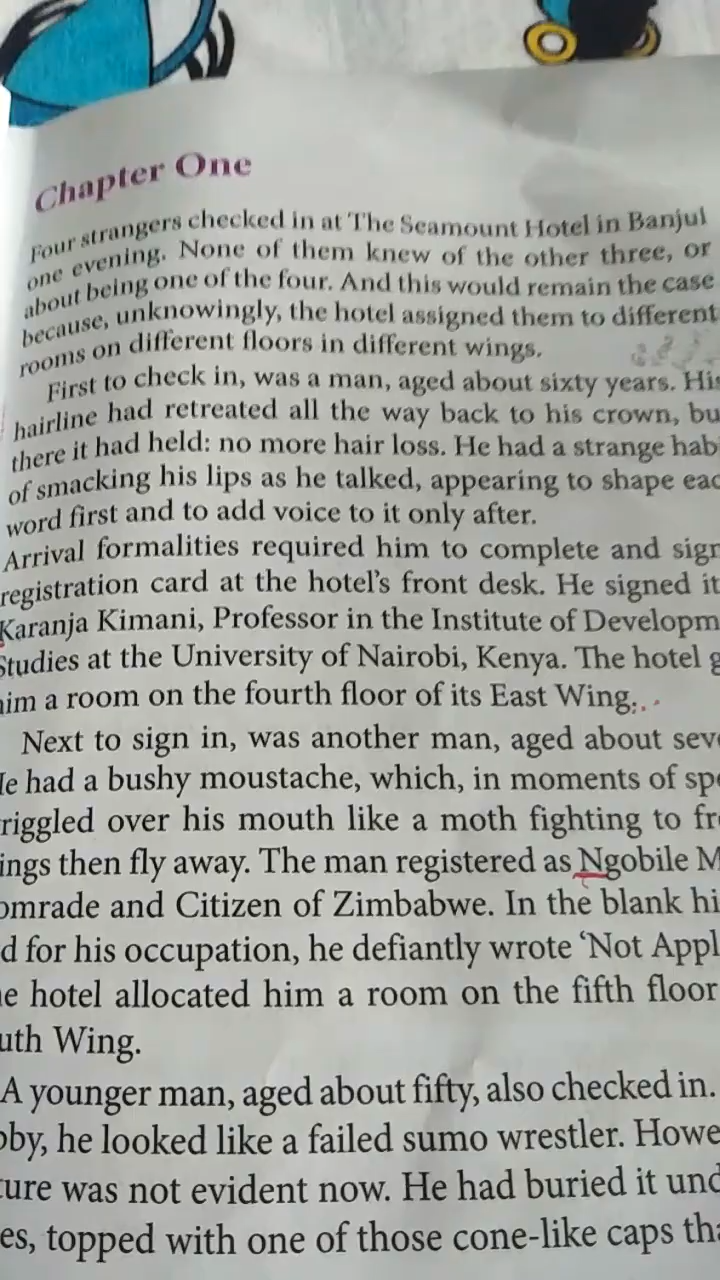 Chapter One
Four strangers checked in at The Seamount Hotel in Banjul
one evening. None of them knew of the other three, or
about being one of the four. And this would remain the case
because, unknowingly, the hotel assigned them to different
rooms on different floors in different wings.
First to check in, was a man, aged about sixty years. His
hairline had retreated all the way back to his crown, bu
there it had held: no more hair loss. He had a strange hab
of smacking his lips as he talked, appearing to shape eac
word first and to add voice to it only after.
Arrival formalities required him to complete and sign
registration card at the hotel's front desk. He signed it
Karanja Kimani, Professor in the Institute of Developm
Studies at the University of Nairobi, Kenya. The hotel g
im a room on the fourth floor of its East Wing.
Next to sign in, was another man, aged about seve
He had a bushy moustache, which, in moments of spe
riggled over his mouth like a moth fighting to fr
ings then fly away. The man registered as Ngobile M
omrade and Citizen of Zimbabwe. In the blank hi
d for his occupation, he defiantly wrote 'Not Appl
e hotel allocated him a room on the fifth floor
uth Wing.
A younger man, aged about fifty, also checked in.
bby, he looked like a failed sumo wrestler. Howe
ture was not evident now. He had buried it und
es, topped with one of those cone-like caps tha